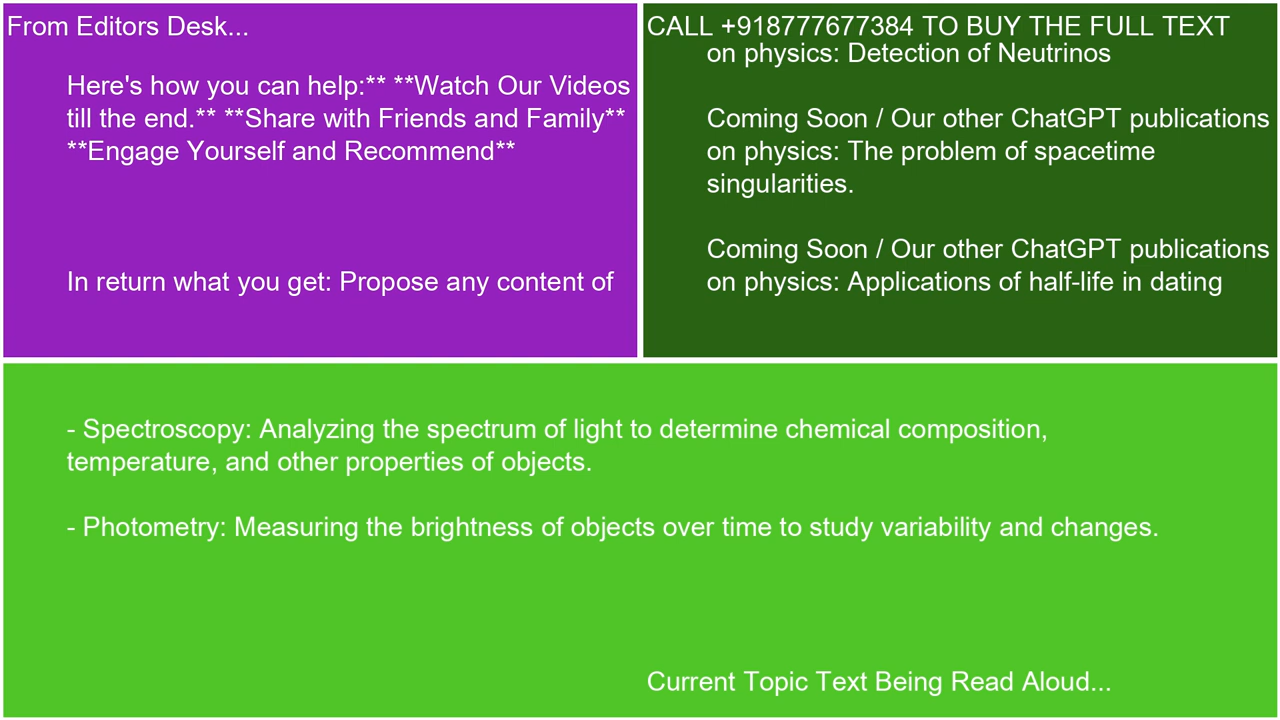 From Editors Desk...
Here's how you can help:** **Watch Our Videos
till the end.** **Share with Friends and Family**
**Engage Yourself and Recommend**
In return what you get: Propose any content of
CALL +918777677384 TO BUY THE FULL TEXT
on physics: Detection of Neutrinos
Coming Soon / Our other ChatGPT publications
on physics: The problem of spacetime
singularities.
Coming Soon / Our other ChatGPT publications
on physics: Applications of half-life in dating
- Spectroscopy: Analyzing the spectrum of light to determine chemical composition,
temperature, and other properties of objects.
- Photometry: Measuring the brightness of objects over time to study variability and changes.
Current Topic Text Being Read Aloud...